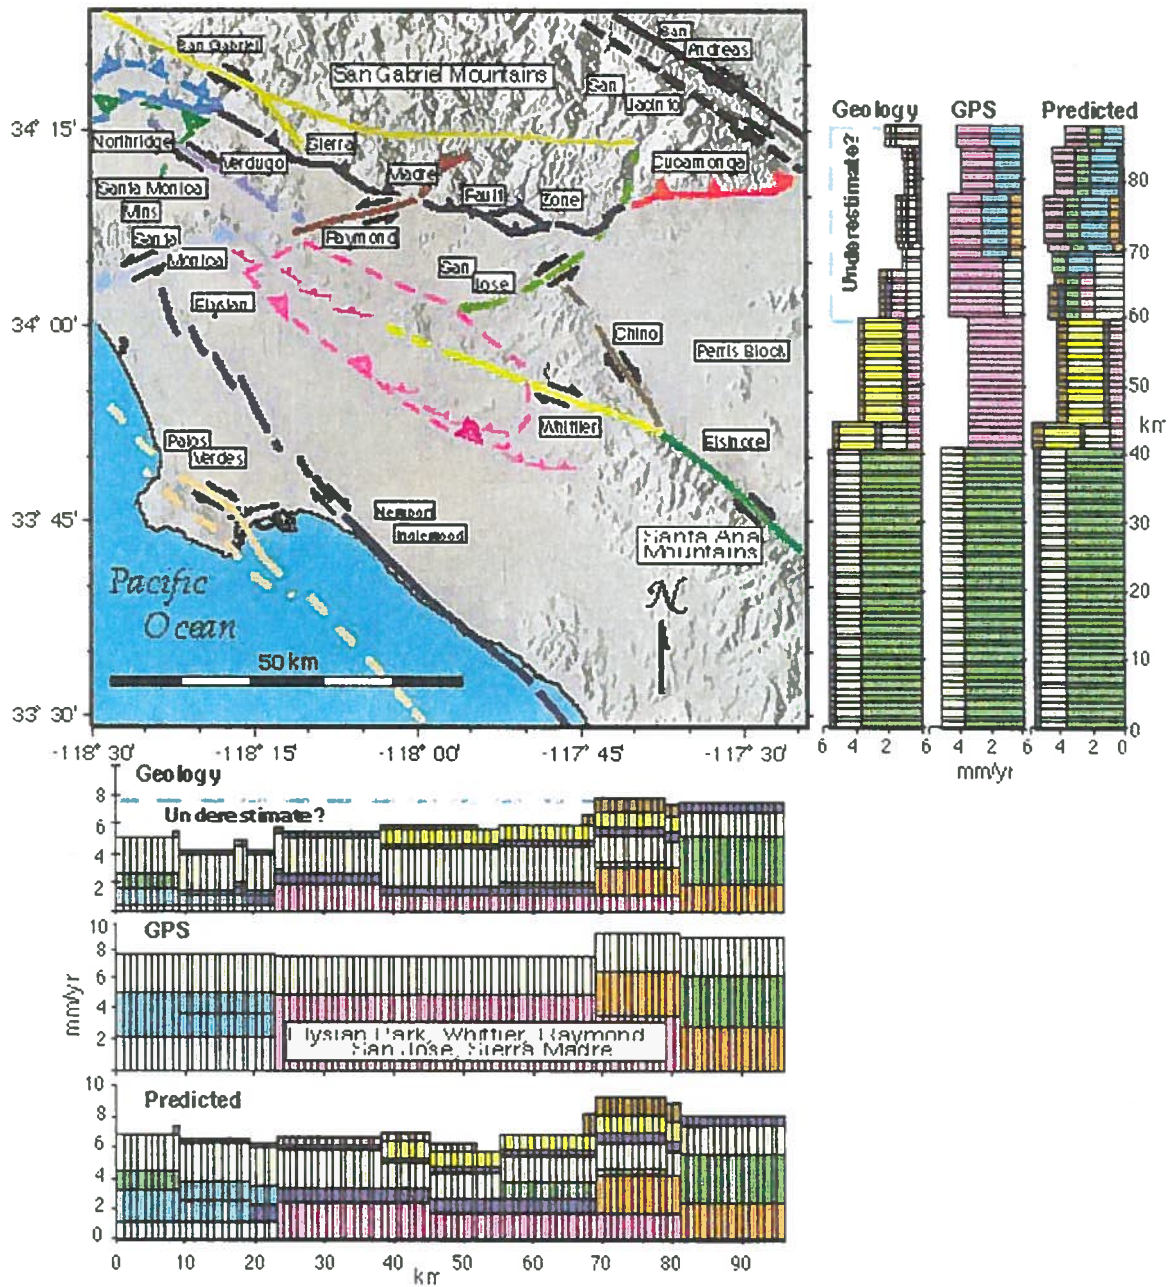 San Gabriel
San Gabriel Mountains
San
Andreas
San
Jacinto
34° 15'
Northridge
Verdugo
Sierra
Madre
Cucamonga
Santa Monica
Mtns
Fault
Zone
Santa
Monica
Raymond
San
Jose
Elysian
34° 00'
Chino
Perris Block
Whittier
Elsinore
Palos
Verdes
33° 45'
Newport
Inglewood
Santa Ana
Mountains
Pacific
Ocean
N
50 km
33° 30'
-118° 30'
-118° 15'
-118° 00'
-117° 45'
-117° 30'
Geology
GPS
Predicted
Underestimate?
80
70
60
50
km
40
30
20
10
0
6
4
2
6
4
2
6
4
2
0
mm/yr
Geology
8
Underestimate?
6
4
2
10
GPS
8
6
4
2
mm/yr
Elysian Park, Whittier, Raymond
San Jose, Sierra Madre
10
Predicted
8
6
4
2
0
0
10
20
30
40
50
60
70
80
90
km